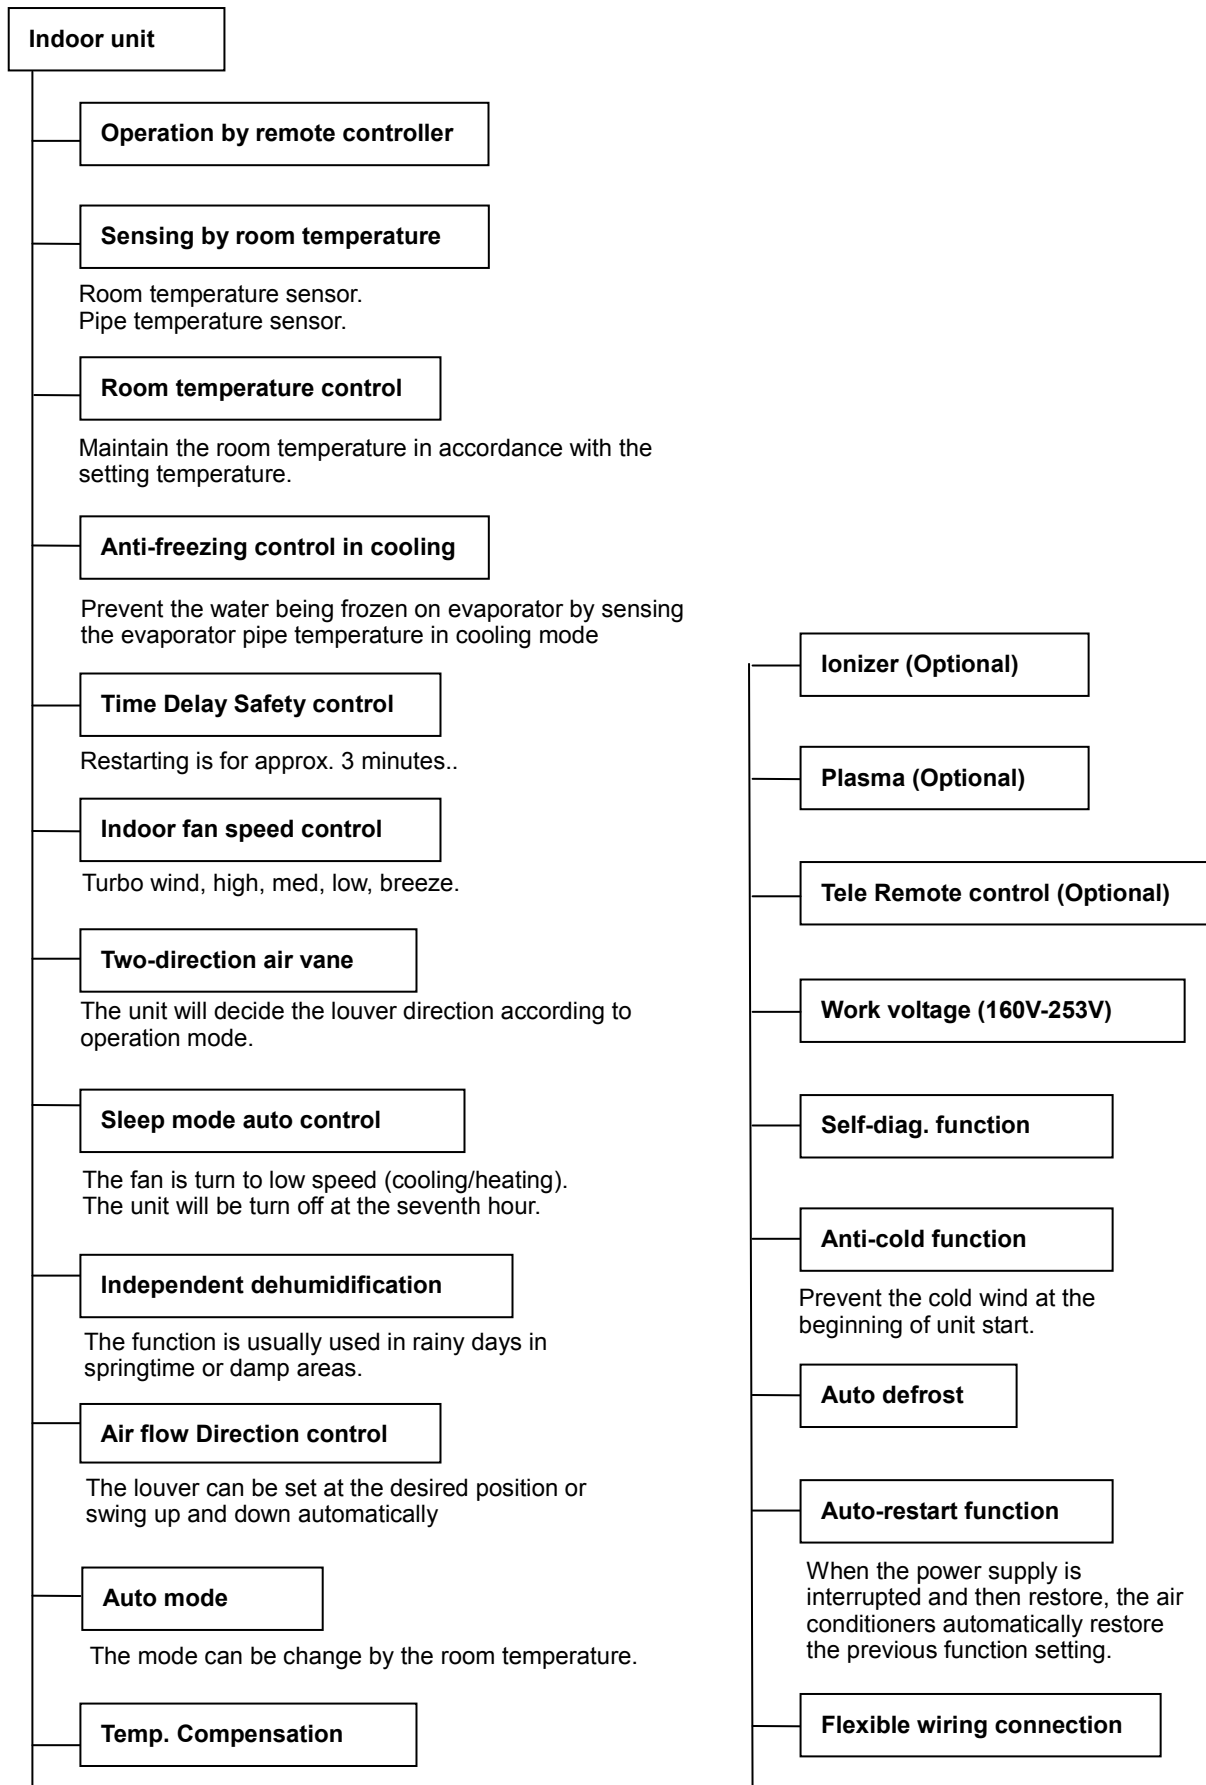 Indoor unit
Operation by remote controller
Sensing by room temperature
Room temperature sensor.
Pipe temperature sensor.
Room temperature control
Maintain the room temperature in accordance with the
setting temperature.
Anti-freezing control in cooling
Prevent the water being frozen on evaporator by sensing
the evaporator pipe temperature in cooling mode
Time Delay Safety control
Restarting is for approx. 3 minutes..
Indoor fan speed control
Turbo wind, high, med, low, breeze.
Two-direction air vane
The unit will decide the louver direction according to
operation mode.
Sleep mode auto control
The fan is turn to low speed (cooling/heating).
The unit will be turn off at the seventh hour.
Independent dehumidification
The function is usually used in rainy days in
springtime or damp areas.
Air flow Direction control
The louver can be set at the desired position or
swing up and down automatically
Auto mode
The mode can be change by the room temperature.
Temp. Compensation
Ionizer (Optional)
Plasma (Optional)
Tele Remote control (Optional)
Work voltage (160V-253V)
Self-diag. function
Anti-cold function
Prevent the cold wind at the
beginning of unit start.
Auto defrost
Auto-restart function
When the power supply is
interrupted and then restore, the air
conditioners automatically restore
the previous function setting.
Flexible wiring connection